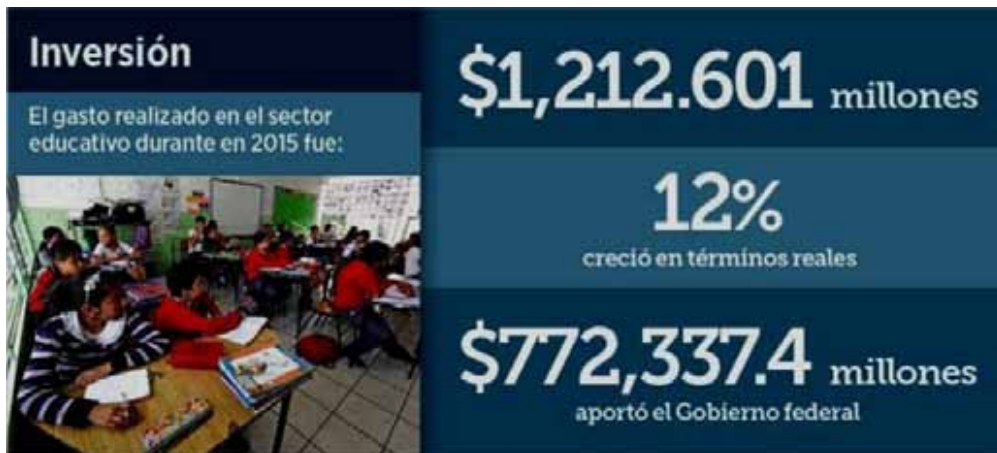 Inversión
El gasto realizado en el sector
educativo durante en 2015 fue:
$1,212.601 millones
12%
creció en términos reales
$772,337.4 millones
aportó el Gobierno federal